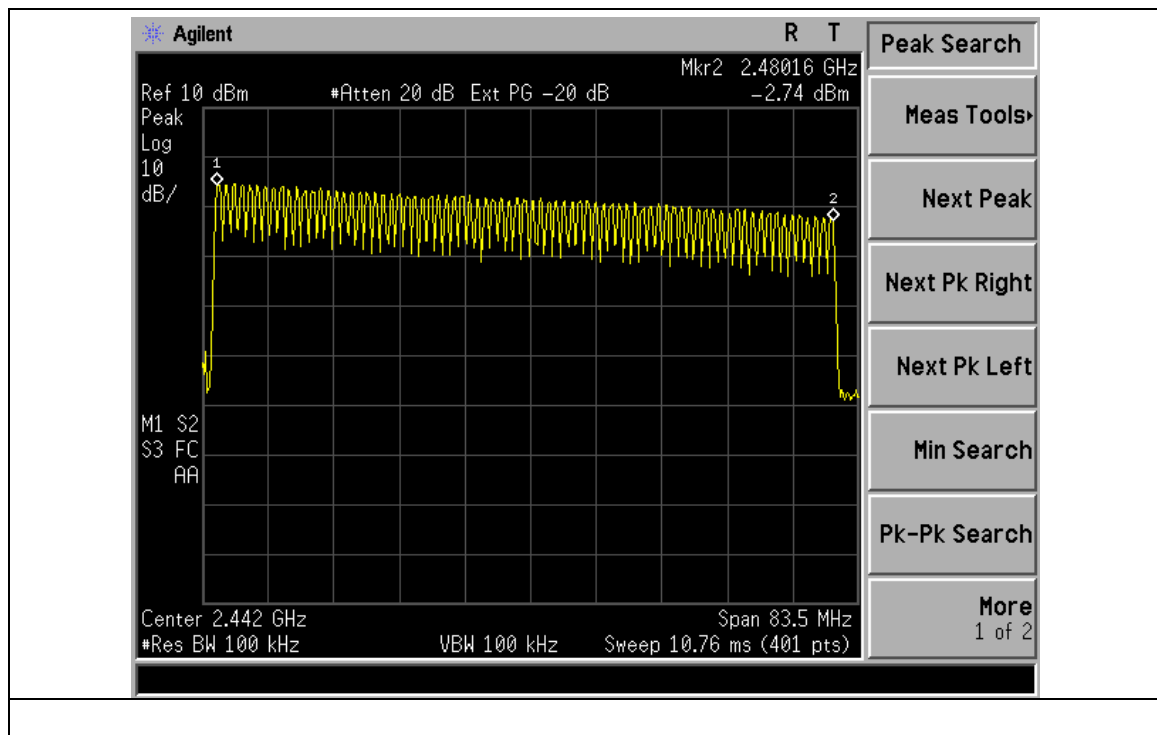 Agilent R T
Mkr2 2.48016 GHz
Ref 10 dBm #Atten 20 dB Ext PG -20 dB -2.74 dBm
Peak
Log
10
dB/
1
2
M1 S2
S3 FC
AA
Center 2.442 GHz Span 83.5 MHz
#Res BW 100 kHz VBW 100 kHz Sweep 10.76 ms (401 pts)
Peak Search
Meas Tools
Next Peak
Next Pk Right
Next Pk Left
Min Search
Pk-Pk Search
More
1 of 2